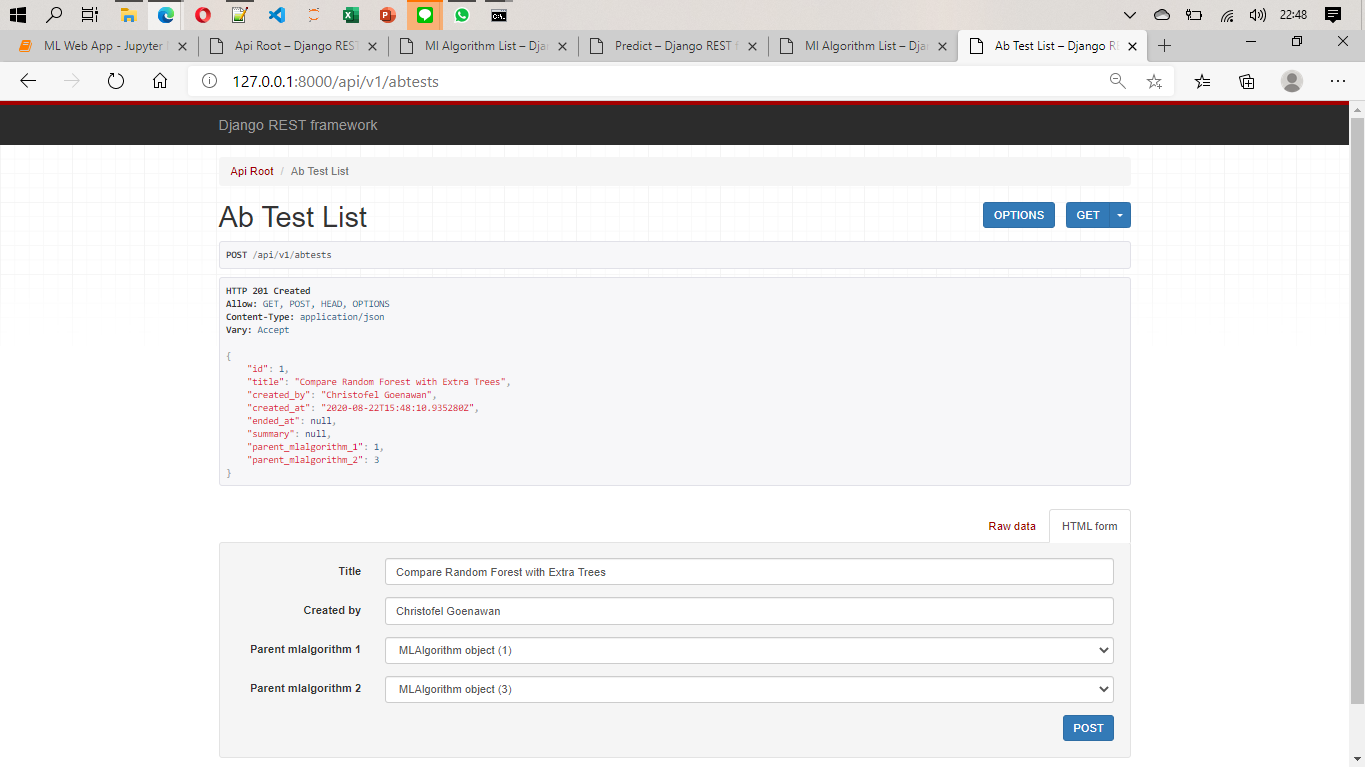 22:48
ML Web App - Jupyter
Api Root – Django REST
Ml Algorithm List – Dja
Predict – Django REST f
Ml Algorithm List – Dja
Ab Test List – Django RE
127.0.0.1:8000/api/v1/abtests
Django REST framework
Api Root / Ab Test List
Ab Test List
OPTIONS
GET
POST /api/v1/abtests
HTTP 201 Created
Allow: GET, POST, HEAD, OPTIONS
Content-Type: application/json
Vary: Accept
{
"id": 1,
"title": "Compare Random Forest with Extra Trees",
"created_by": "Christofel Goenawan",
"created_at": "2020-08-22T15:48:10.935280Z",
"ended_at": null,
"summary": null,
"parent_mlalgorithm_1": 1,
"parent_mlalgorithm_2": 3
}
Raw data
HTML form
Title
Compare Random Forest with Extra Trees
Created by
Christofel Goenawan
Parent mlalgorithm 1
MLAlgorithm object (1)
Parent mlalgorithm 2
MLAlgorithm object (3)
POST